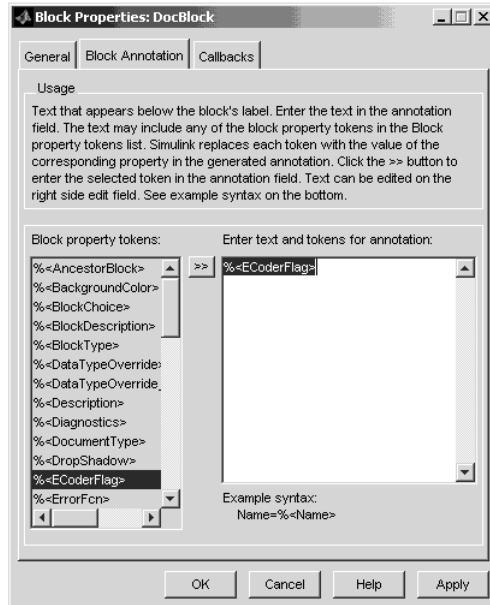 Block Properties: DocBlock
General Block Annotation Callbacks
Usage
Text that appears below the block's label. Enter the text in the annotation
field. The text may include any of the block property tokens in the Block
property tokens list. Simulink replaces each token with the value of the
corresponding property in the generated annotation. Click the >> button to
enter the selected token in the annotation field. Text can be edited on the
right side edit field. See example syntax on the bottom.
Block property tokens:
Enter text and tokens for annotation:
%<AncestorBlock>
%<BackgroundColor>
%<BlockChoice>
%<BlockDescription>
%<BlockType>
%<DataTypeOverride>
%<DataTypeOverride_
%<Description>
%<Diagnostics>
%<DocumentType>
%<DropShadow>
%<ECoderFlag>
%<ErrorFcn>
>>
%<ECoderFlag>
Example syntax:
Name=%<Name>
OK Cancel Help Apply